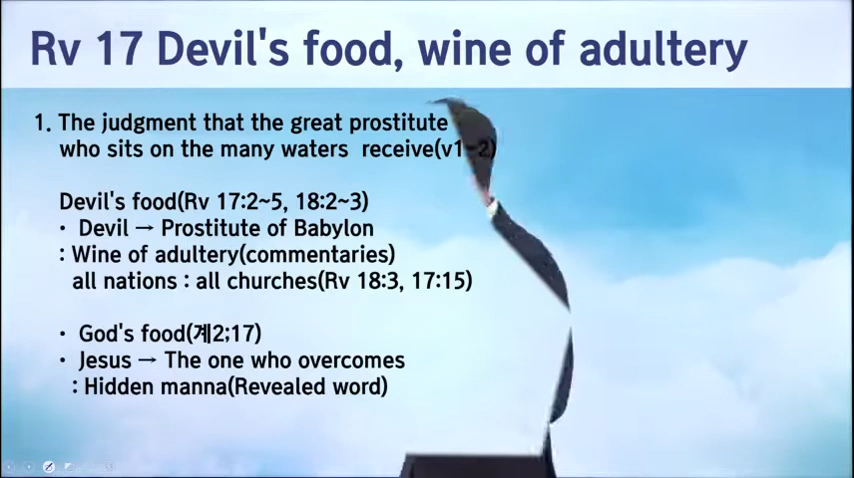 Rv 17 Devil's food, wine of adultery
1. The judgment that the great prostitute
who sits on the many waters receive(v1~2)
Devil's food(Rv 17:2~5, 18:2~3)
· Devil → Prostitute of Babylon
: Wine of adultery(commentaries)
all nations : all churches(Rv 18:3, 17:15)
· God's food(계2;17)
· Jesus → The one who overcomes
: Hidden manna(Revealed word)